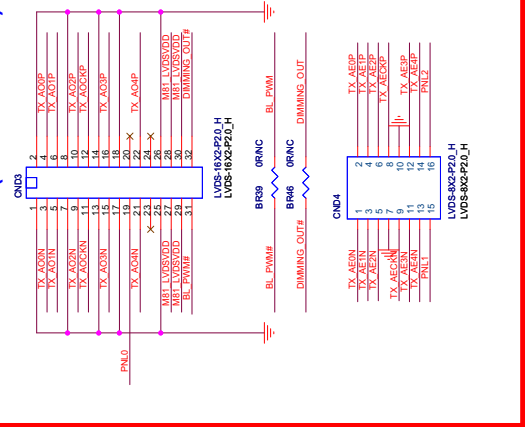 TX_AO0P
TX_AO1P
TX_AO2P
TX_AOCKP
TX_AO3P
TX_AO4P
M81_LVDSVDD
M81_LVDSVDD
DIMMING_OUT#
2 4 6 8 10 12 14 16 18 20 22 24 26 28 30 32
CND3
1 3 5 7 9 11 13 15 17 19 21 23 25 27 29 31
LVDS-16X2-P2.0_H
LVDS-16X2-P2.0_H
TX_AO0N
TX_AO1N
TX_AO2N
TX_AOCKN
TX_AO3N
TX_AO4N
M81_LVDSVDD
M81_LVDSVDD
BL_PWM#
PNL0
BL_PWM
BR39 0R/NC
BL_PWM#
DIMMING_OUT
BR46 0R/NC
DIMMING_OUT#
TX_AE0P
TX_AE1P
TX_AE2P
TX_AECKP
TX_AE3P
TX_AE4P
PNL2
2 4 6 8 10 12 14 16
CND4
1 3 5 7 9 11 13 15
LVDS-8X2-P2.0_H
LVDS-8X2-P2.0_H
TX_AE0N
TX_AE1N
TX_AE2N
TX_AECKN
TX_AE3N
TX_AE4N
PNL1